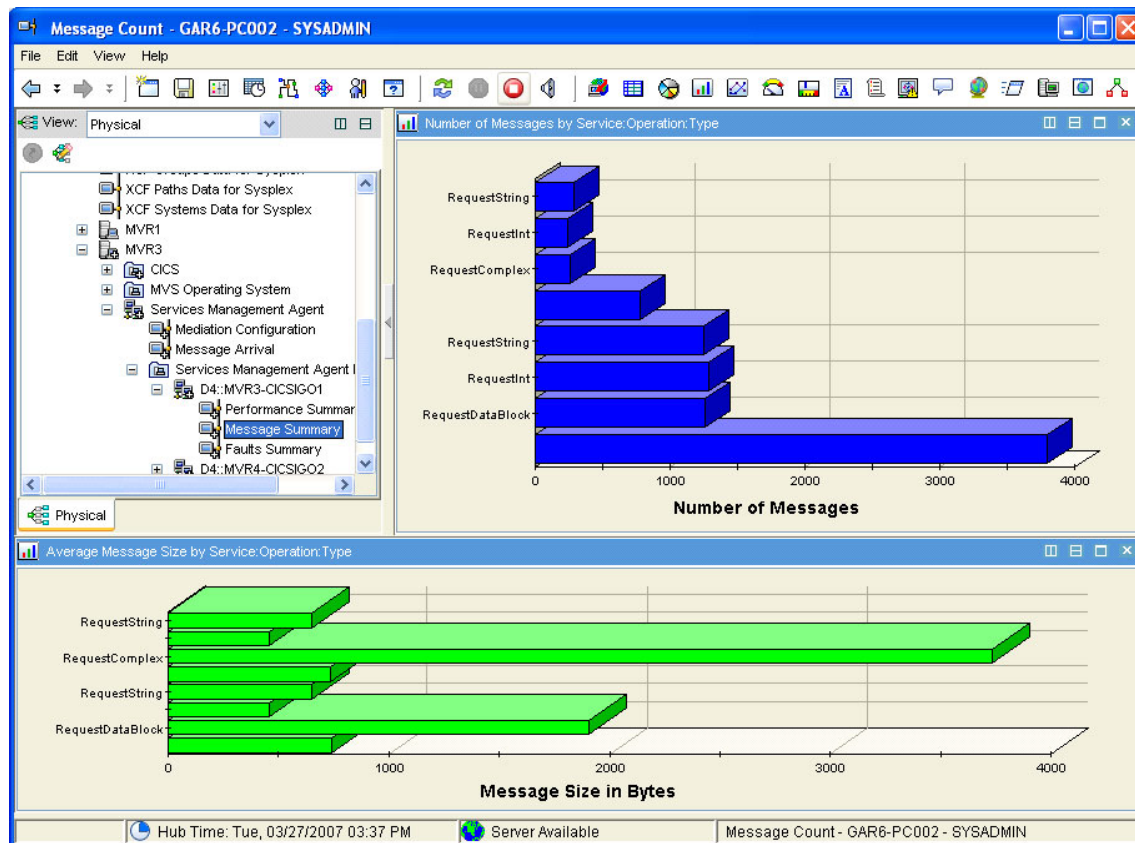 Message Count - GAR6-PC002 - SYSADMIN
File Edit View Help
View: Physical
XCF Paths Data for Sysplex
XCF Systems Data for Sysplex
MVR1
MVR3
CICS
MVS Operating System
Services Management Agent
Mediation Configuration
Message Arrival
Services Management Agent
D4::MVR3-CICSIGO1
Performance Summar
Message Summary
Faults Summary
D4::MVR4-CICSIGO2
Physical
Number of Messages by Service:Operation:Type
RequestString
RequestInt
RequestComplex
RequestString
RequestInt
RequestDataBlock
0 1000 2000 3000 4000
Number of Messages
Average Message Size by Service:Operation:Type
RequestString
RequestComplex
RequestString
RequestDataBlock
0 1000 2000 3000 4000
Message Size in Bytes
Hub Time: Tue, 03/27/2007 03:37 PM
Server Available
Message Count - GAR6-PC002 - SYSADMIN